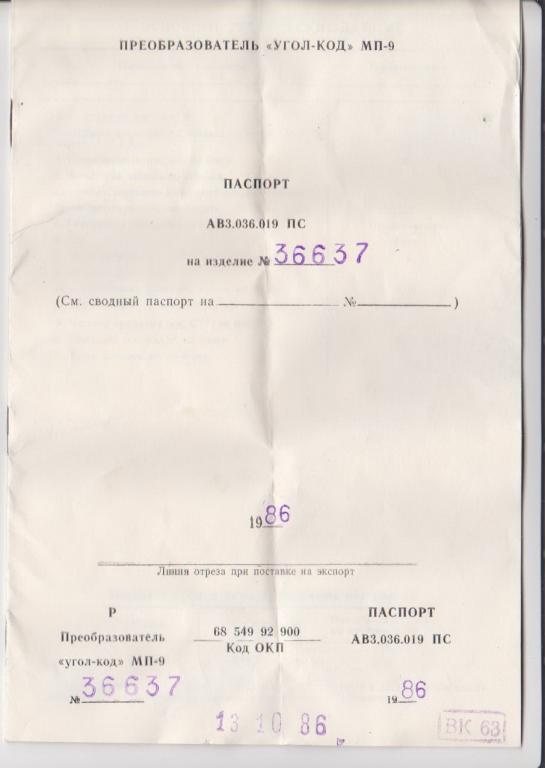 ПРЕОБРАЗОВАТЕЛЬ «УГОЛ-КОД» МП-9
ПАСПОРТ
АВ3.036.019 ПС
на изделие № 36637
(См. сводный паспорт на № )
1986
Линия отреза при поставке на экспорт
Р
Преобразователь
«угол-код» МП-9
№ 36637
68 549 92 900
Код ОКП
ПАСПОРТ
АВ3.036.019 ПС
1986
13 10 86
ВК 63